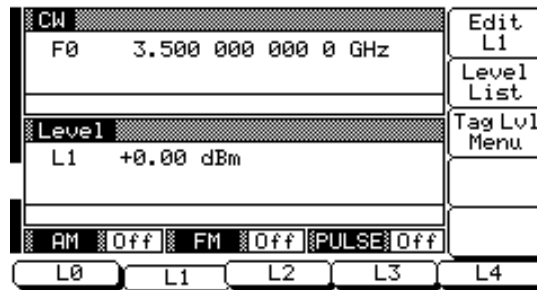 CW
F0 3.500 000 000 0 GHz
Edit
L1
Level
List
Level
L1 +0.00 dBm
Tag Lvl
Menu
AM Off FM Off PULSE Off
L0 L1 L2 L3 L4